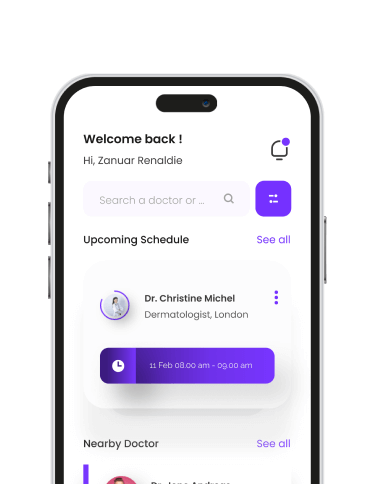 Welcome back !
Hi, Zanuar Renaldie
Search a doctor or ...
Upcoming Schedule See all
Dr. Christine Michel
Dermatologist, London
11 Feb 08.00 am - 09.00 am
Nearby Doctor See all